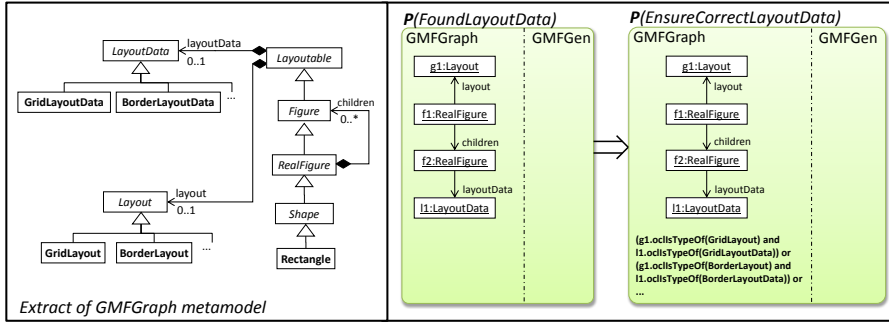 LayoutData
layoutData
0..1
Layoutable
GridLayoutData
BorderLayoutData
...
Figure
children
0..*
RealFigure
Layout
layout
0..1
Shape
GridLayout
BorderLayout
...
Rectangle
Extract of GMFGraph metamodel
P(FoundLayoutData)
GMFGraph
GMFGen
g1:Layout
layout
f1:RealFigure
children
f2:RealFigure
layoutData
l1:LayoutData
P(EnsureCorrectLayoutData)
GMFGraph
GMFGen
g1:Layout
layout
f1:RealFigure
children
f2:RealFigure
layoutData
l1:LayoutData
(g1.oclIsTypeOf(GridLayout) and
l1.oclIsTypeOf(GridLayoutData)) or
(g1.oclIsTypeOf(BorderLayout) and
l1.oclIsTypeOf(BorderLayoutData)) or
...